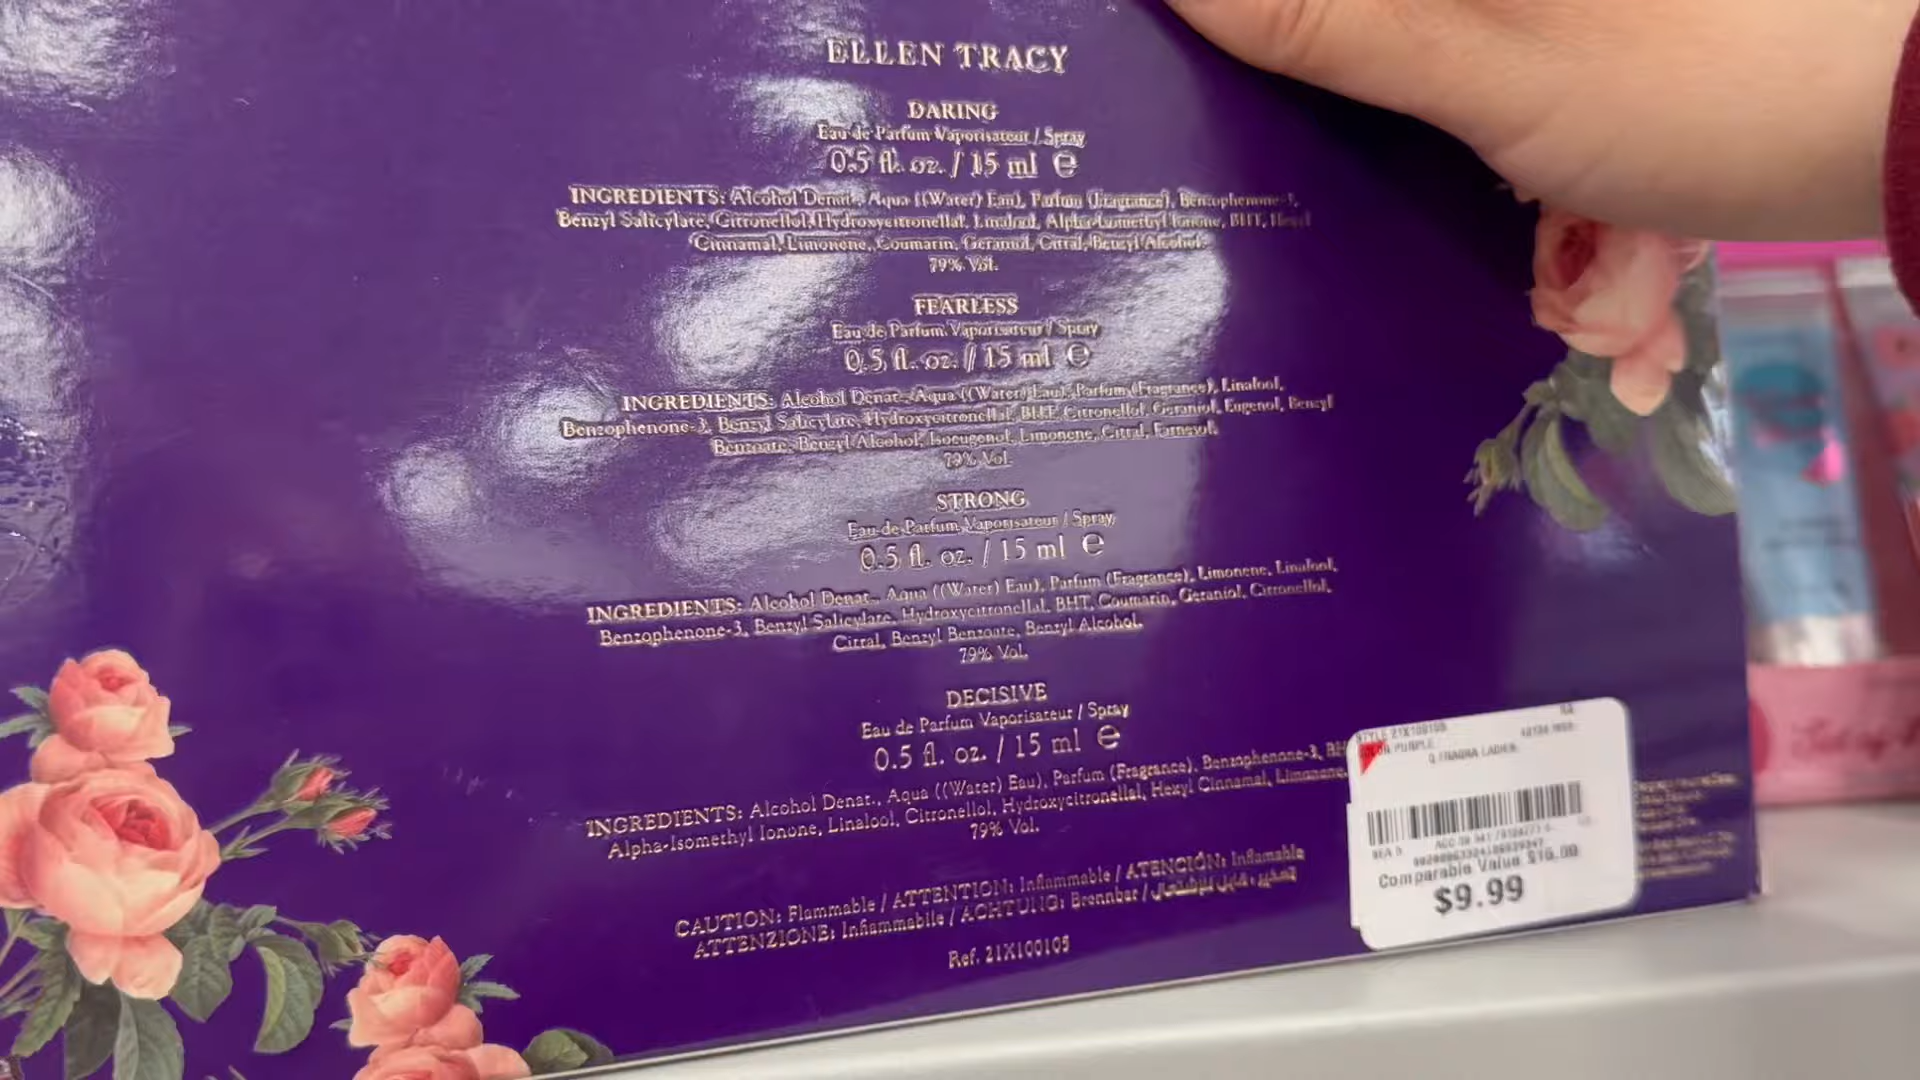 ELLEN TRACY
DARING
Eau de Parfum Vaporisateur / Spray
0.5 fl. oz. / 15 ml ℮
INGREDIENTS: Alcohol Denat., Aqua ((Water) Eau), Parfum (Fragrance), Benzophenone-3,
Benzyl Salicylate, Citronellol, Hydroxycitronellal, Linalool, Alpha-Isomethyl Ionone, BHT, Hexyl
Cinnamal, Limonene, Coumarin, Geraniol, Citral, Benzyl Alcohol.
79% Vol.
FEARLESS
Eau de Parfum Vaporisateur / Spray
0.5 fl. oz. / 15 ml ℮
INGREDIENTS: Alcohol Denat., Aqua ((Water) Eau), Parfum (Fragrance), Linalool,
Benzophenone-3, Benzyl Salicylate, Hydroxycitronellal, BHT, Citronellol, Geraniol, Eugenol, Benzyl
Benzoate, Benzyl Alcohol, Isoeugenol, Limonene, Citral, Farnesol.
79% Vol.
STRONG
Eau de Parfum Vaporisateur / Spray
0.5 fl. oz. / 15 ml ℮
INGREDIENTS: Alcohol Denat., Aqua ((Water) Eau), Parfum (Fragrance), Limonene, Linalool,
Benzophenone-3, Benzyl Salicylate, Hydroxycitronellal, BHT, Coumarin, Geraniol, Citronellol,
Citral, Benzyl Benzoate, Benzyl Alcohol.
79% Vol.
DECISIVE
Eau de Parfum Vaporisateur / Spray
0.5 fl. oz. / 15 ml ℮
INGREDIENTS: Alcohol Denat., Aqua ((Water) Eau), Parfum (Fragrance), Benzophenone-3,
Alpha-Isomethyl Ionone, Linalool, Citronellol, Hydroxycitronellal, Hexyl Cinnamal, Limonene,
79% Vol.
CAUTION: Flammable / ATTENTION: Inflammable / ATENCIÓN: Inflamable
ATTENZIONE: Infiammabile / ACHTUNG: Brennbar /
Ref. 21X100105
STYLE 21X100105
PURPLE
LADIES
Comparable Value $16.00
$9.99